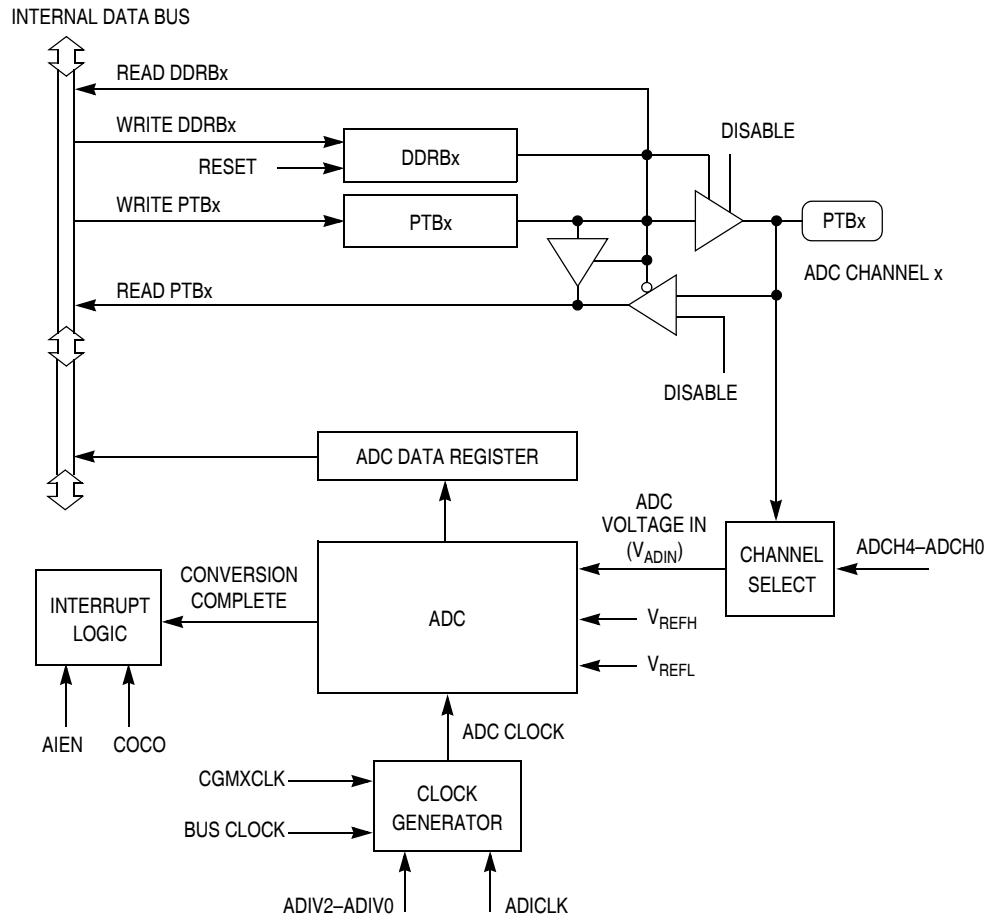 INTERNAL DATA BUS
READ DDRBx
WRITE DDRBx
RESET
DDRBx
DISABLE
WRITE PTBx
PTBx
PTBx
ADC CHANNEL x
READ PTBx
DISABLE
ADC DATA REGISTER
ADC
VOLTAGE IN
(VADIN)
CHANNEL
SELECT
ADCH4–ADCH0
INTERRUPT
LOGIC
CONVERSION
COMPLETE
ADC
VREFH
VREFL
AIEN
COCO
ADC CLOCK
CGMXCLK
BUS CLOCK
CLOCK
GENERATOR
ADIV2–ADIV0
ADICLK